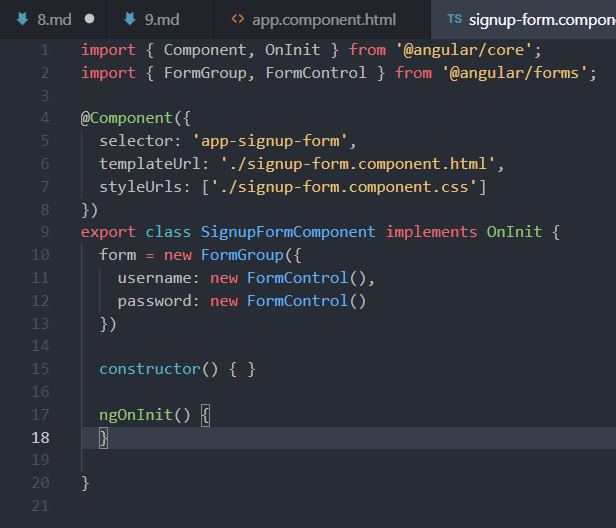 8.md
9.md
<> app.component.html
TS signup-form.compon
1 import { Component, OnInit } from '@angular/core';
2 import { FormGroup, FormControl } from '@angular/forms';
3
4 @Component({
5   selector: 'app-signup-form',
6   templateUrl: './signup-form.component.html',
7   styleUrls: ['./signup-form.component.css']
8 })
9 export class SignupFormComponent implements OnInit {
10   form = new FormGroup({
11     username: new FormControl(),
12     password: new FormControl()
13   })
14
15   constructor() { }
16
17   ngOnInit() {
18   }
19
20 }
21